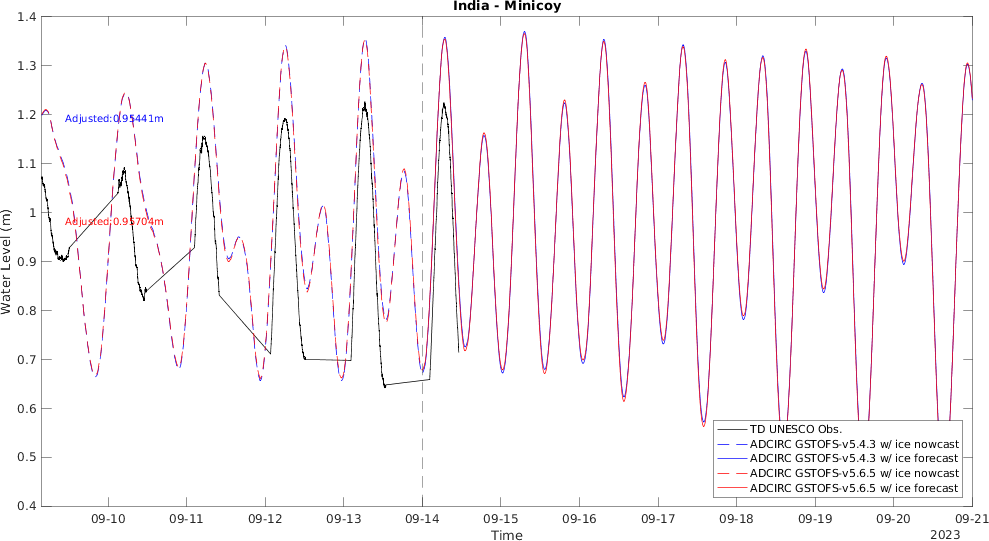 India - Minicoy
1.4
1.3
1.2
1.1
1
0.9
0.8
0.7
0.6
0.5
0.4
Water Level (m)
Adjusted:0.95441m
Adjusted:0.95704m
TD UNESCO Obs.
ADCIRC GSTOFS-v5.4.3 w/ ice nowcast
ADCIRC GSTOFS-v5.4.3 w/ ice forecast
ADCIRC GSTOFS-v5.6.5 w/ ice nowcast
ADCIRC GSTOFS-v5.6.5 w/ ice forecast
09-10 09-11 09-12 09-13 09-14 09-15 09-16 09-17 09-18 09-19 09-20 09-21
Time
2023